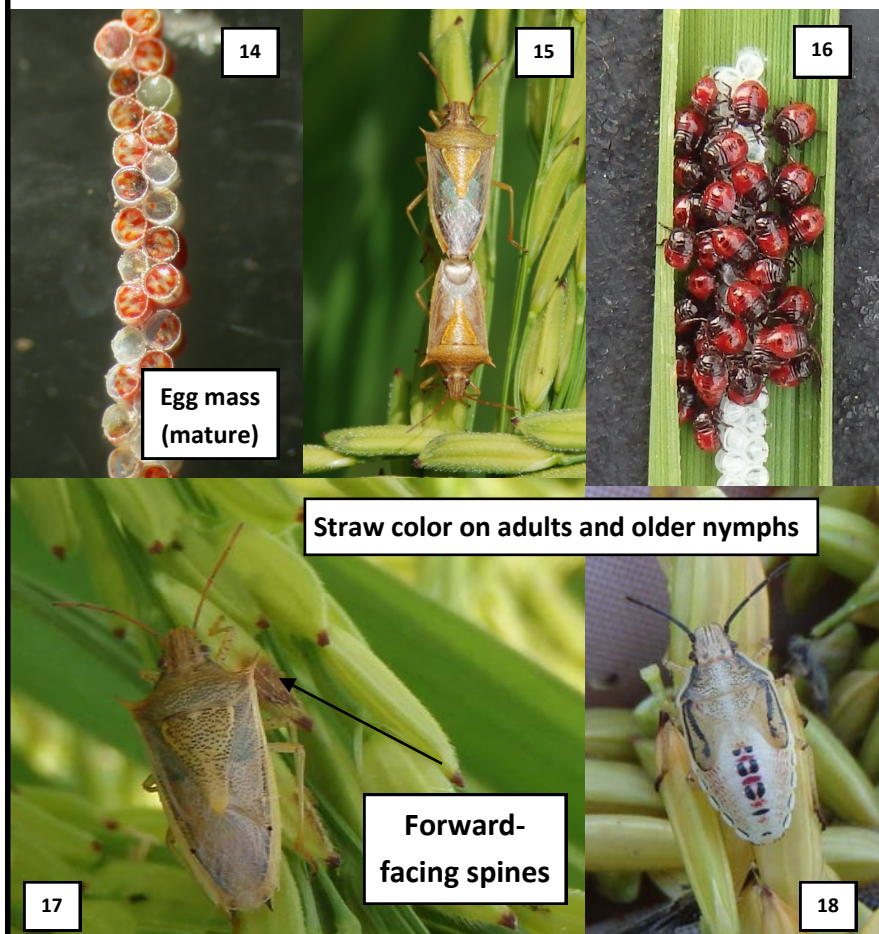 14
15
16
Egg mass
(mature)
Straw color on adults and older nymphs
Forward-
facing spines
17
18